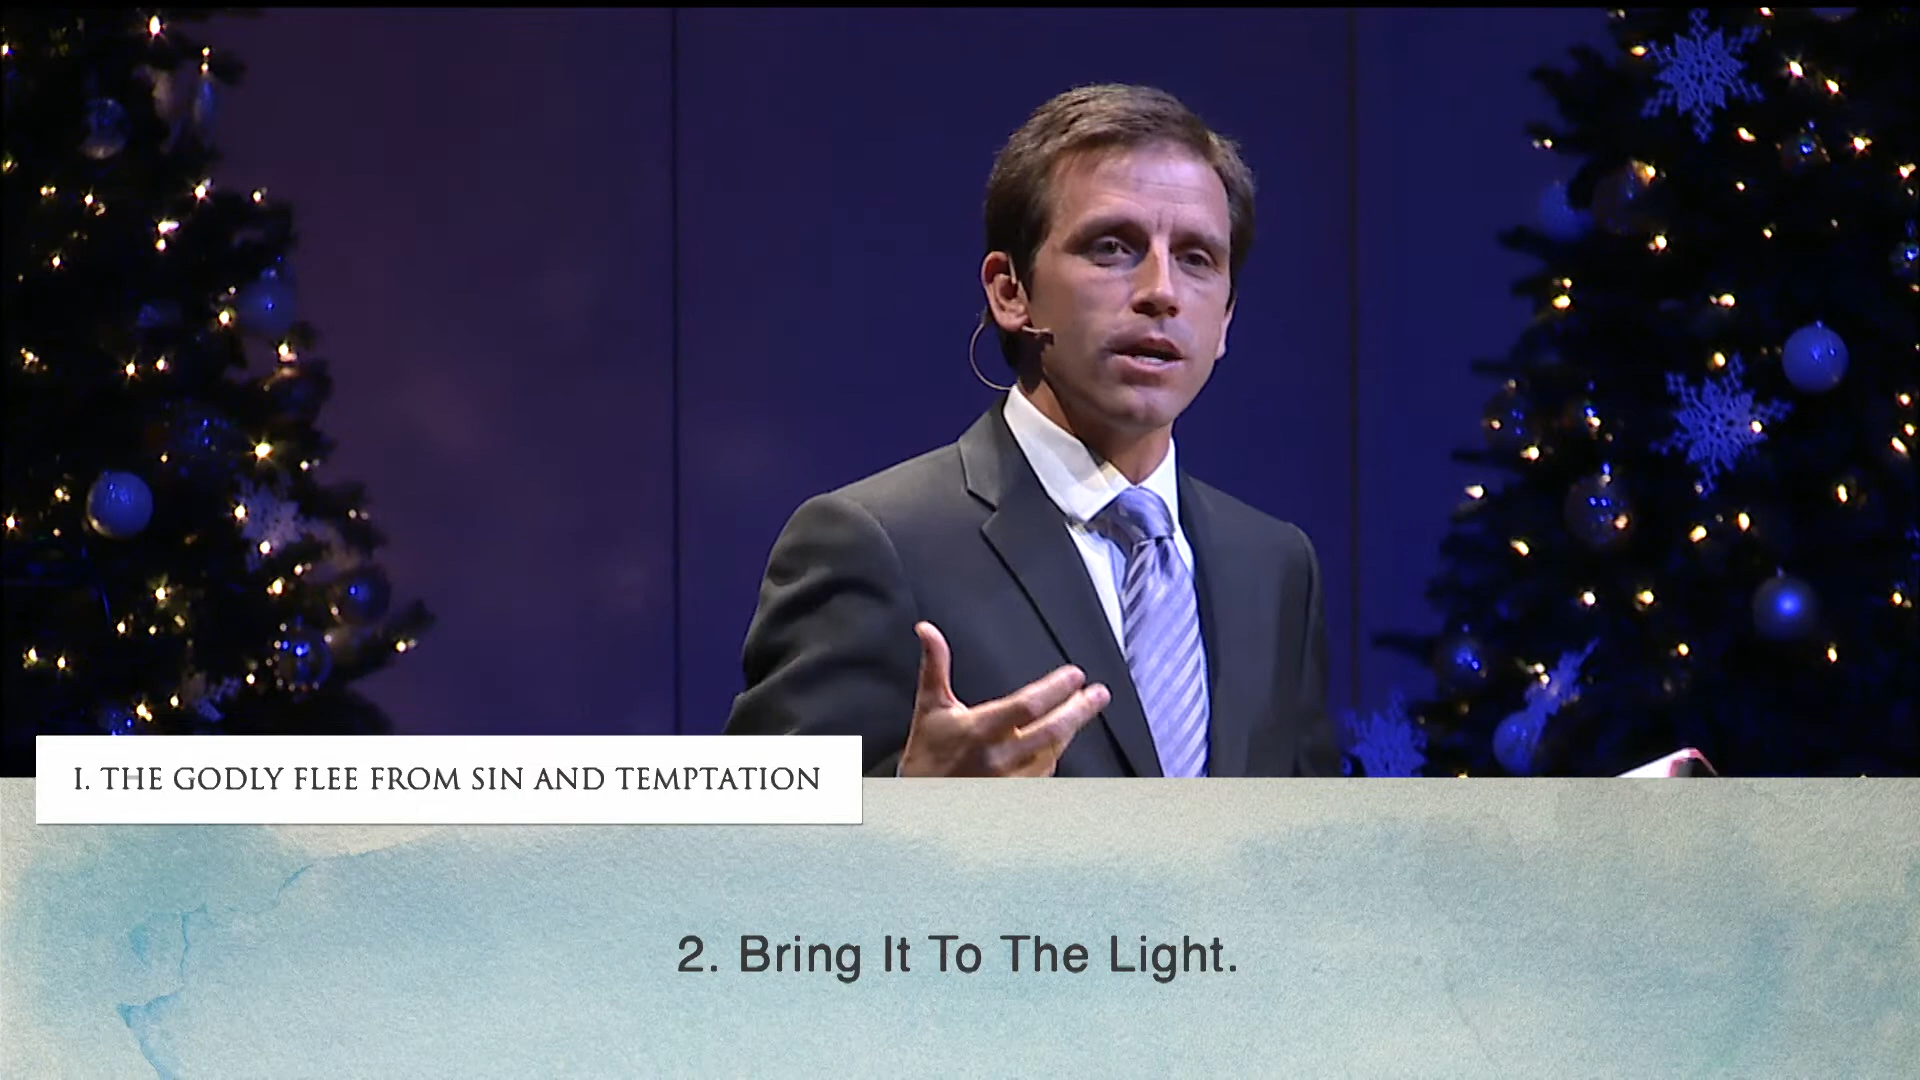 I. THE GODLY FLEE FROM SIN AND TEMPTATION
2. Bring It To The Light.